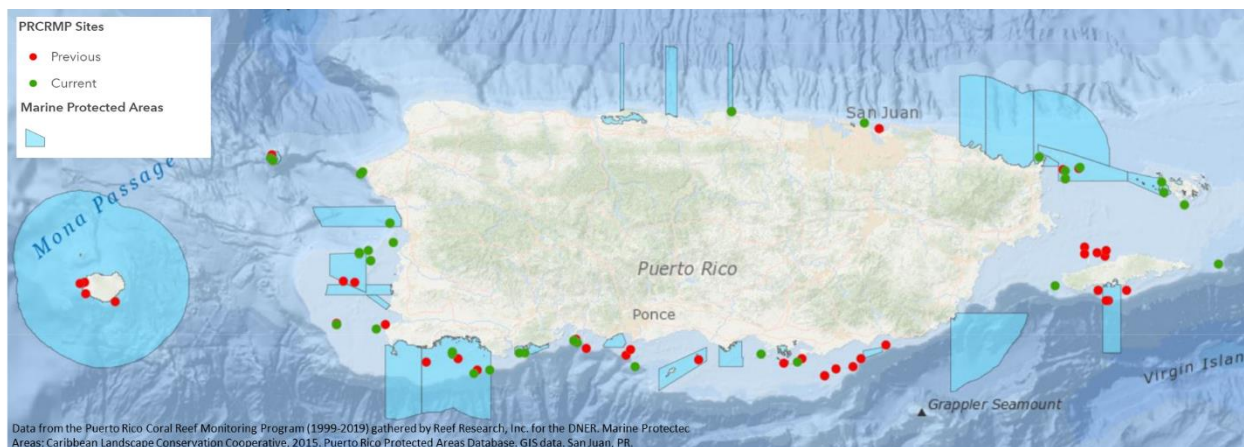 PRCRMP Sites
Previous
Current
Marine Protected Areas
San Juan
Mona Passage
Puerto Rico
Ponce
Grappler Seamount
Virgin Islan
Data from the Puerto Rico Coral Reef Monitoring Program (1999-2019) gathered by Reef Research, Inc. for the DNER. Marine Protectec
Areas: Caribbean Landscape Conservation Cooperative. 2015. Puerto Rico Protected Areas Database. GIS data. San Juan, PR.